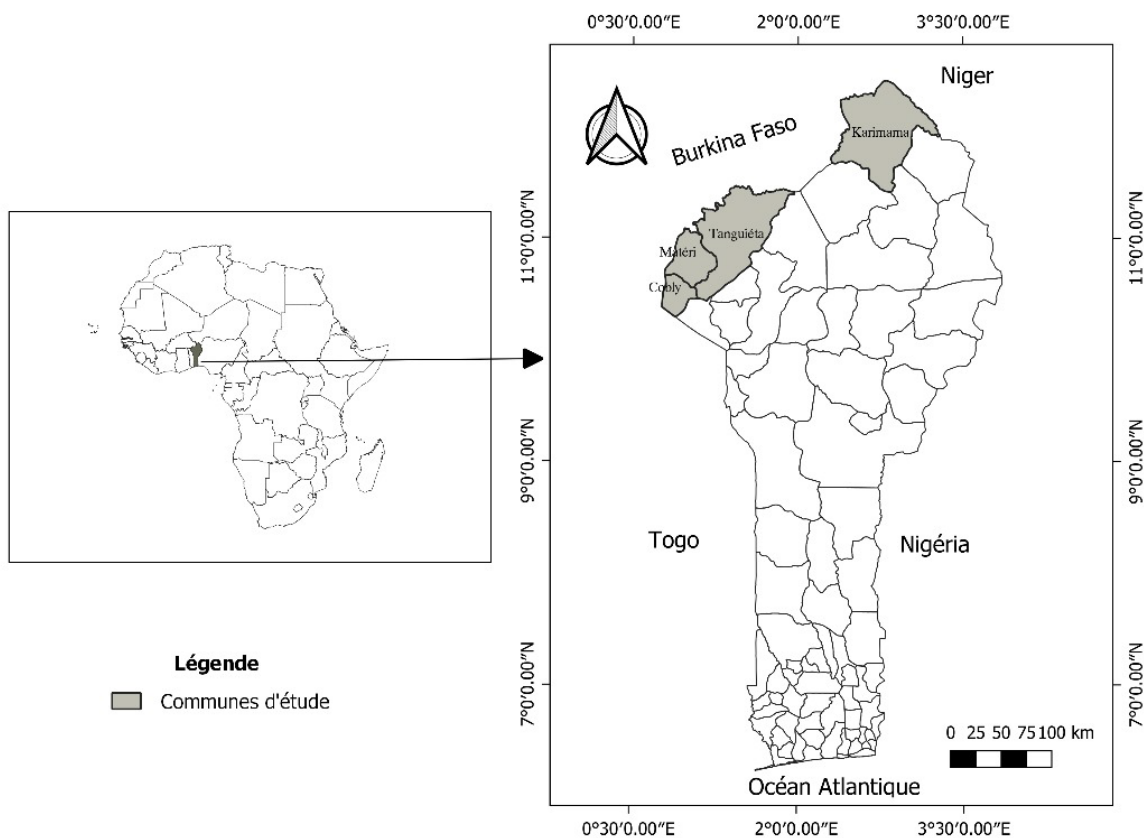 0°30′0.00″E 2°0′0.00″E 3°30′0.00″E
Niger
Burkina Faso
Karimama
Tanguiéta
Matéri
Cobly
11°0′0.00″N
11°0′0.00″N
9°0′0.00″N
9°0′0.00″N
Togo
Nigéria
7°0′0.00″N
7°0′0.00″N
Légende
Communes d'étude
0 25 50 75 100 km
Océan Atlantique
0°30′0.00″E 2°0′0.00″E 3°30′0.00″E